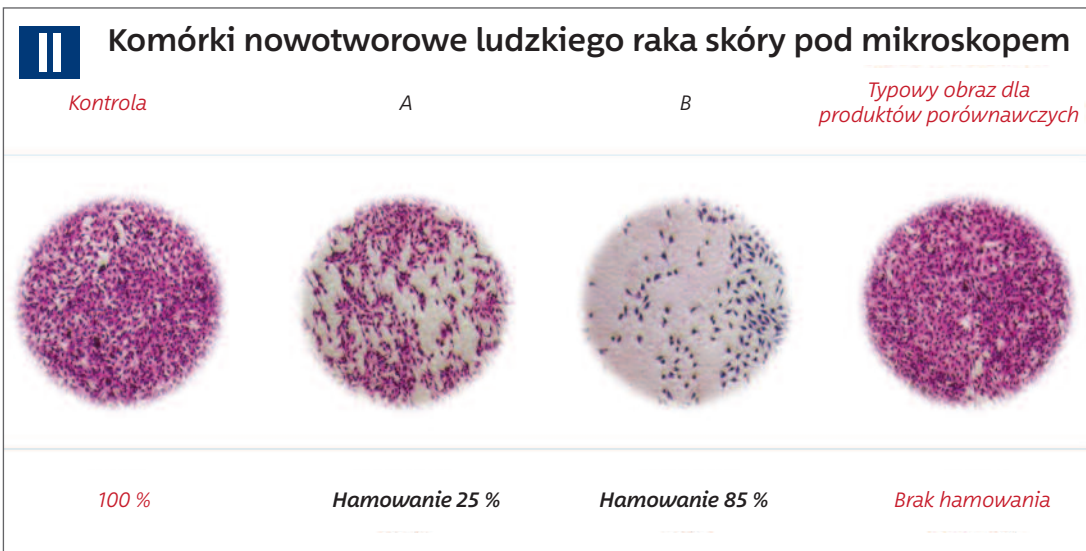 II
Komórki nowotworowe ludzkiego raka skóry pod mikroskopem
Kontrola
A
B
Typowy obraz dla
produktów porównawczych
100 %
Hamowanie 25 %
Hamowanie 85 %
Brak hamowania